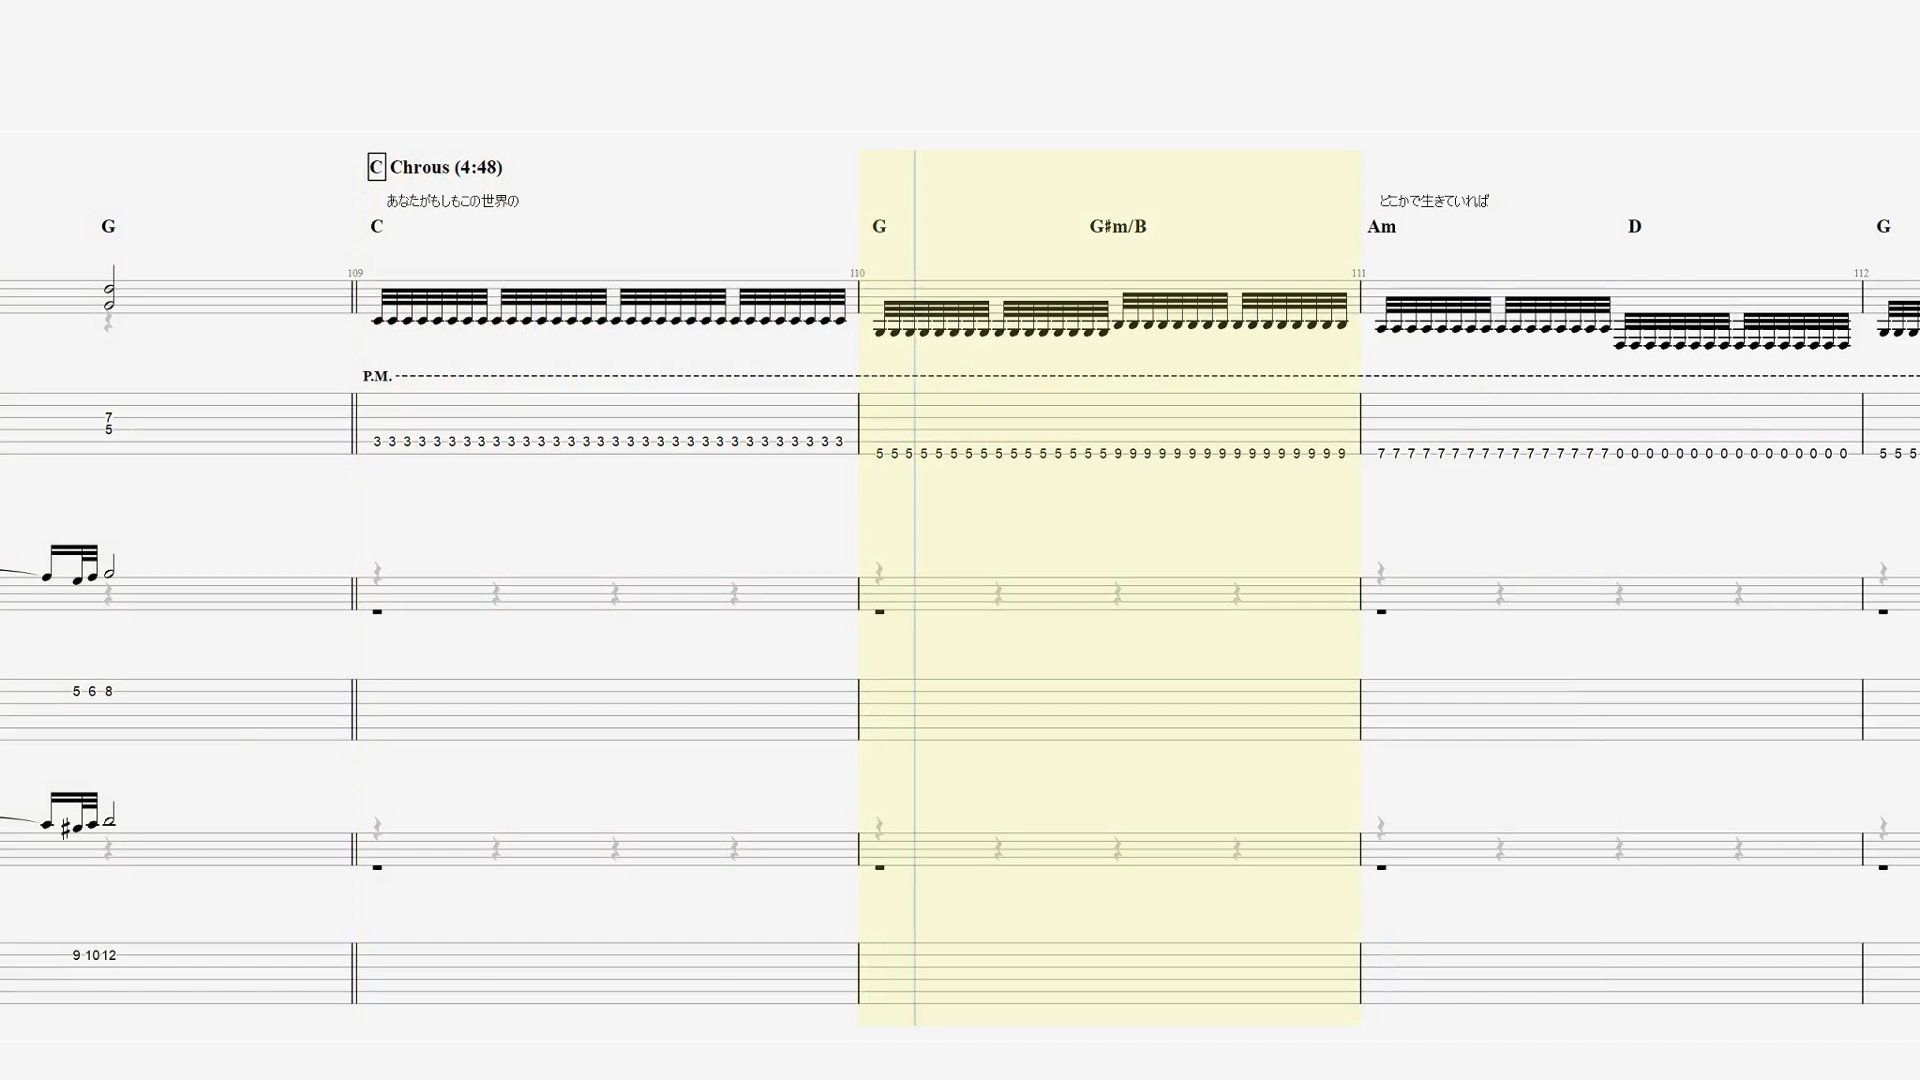 C Chrous (4:48)
あなたがもしもこの世界の
どこかで生きていれば
G C G G♯m/B Am D G
109 110 111 112
P.M.
7
5
3 3 3 3 3 3 3 3 3 3 3 3 3 3 3 3 3 3 3 3 3 3 3 3 3 3 3 3 3 3 3 3
5 5 5 5 5 5 5 5 5 5 5 5 5 5 5 5 9 9 9 9 9 9 9 9 9 9 9 9 9 9 9 9
7 7 7 7 7 7 7 7 7 7 7 7 7 7 7 7 0 0 0 0 0 0 0 0 0 0 0 0 0 0 0 0
5 5 5
5 6 8
9 10 12